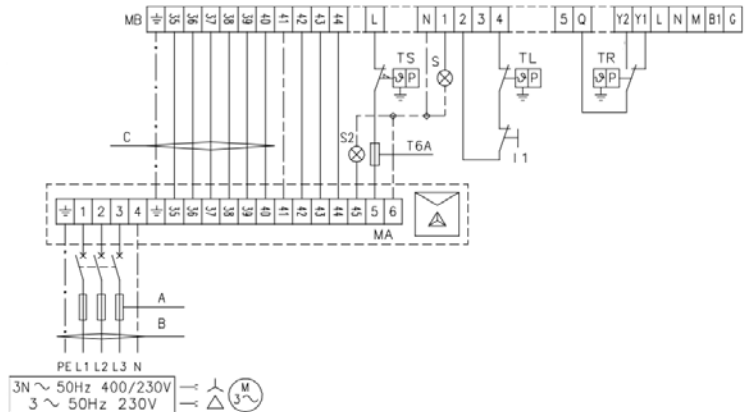 MB ⏚ 35 36 37 38 39 40 41 42 43 44 L N 1 2 3 4 5 Q Y2 Y1 L N M B1 G
TS S TL TR
ϑ P ϑ P ϑ P
C S2 T6A I1
⏚ 1 2 3 4 ⏚ 35 36 37 38 39 40 41 42 43 44 45 5 6
MA
A
B
PE L1 L2 L3 N
3N ~ 50Hz 400/230V
3 ~ 50Hz 230V
M
3~